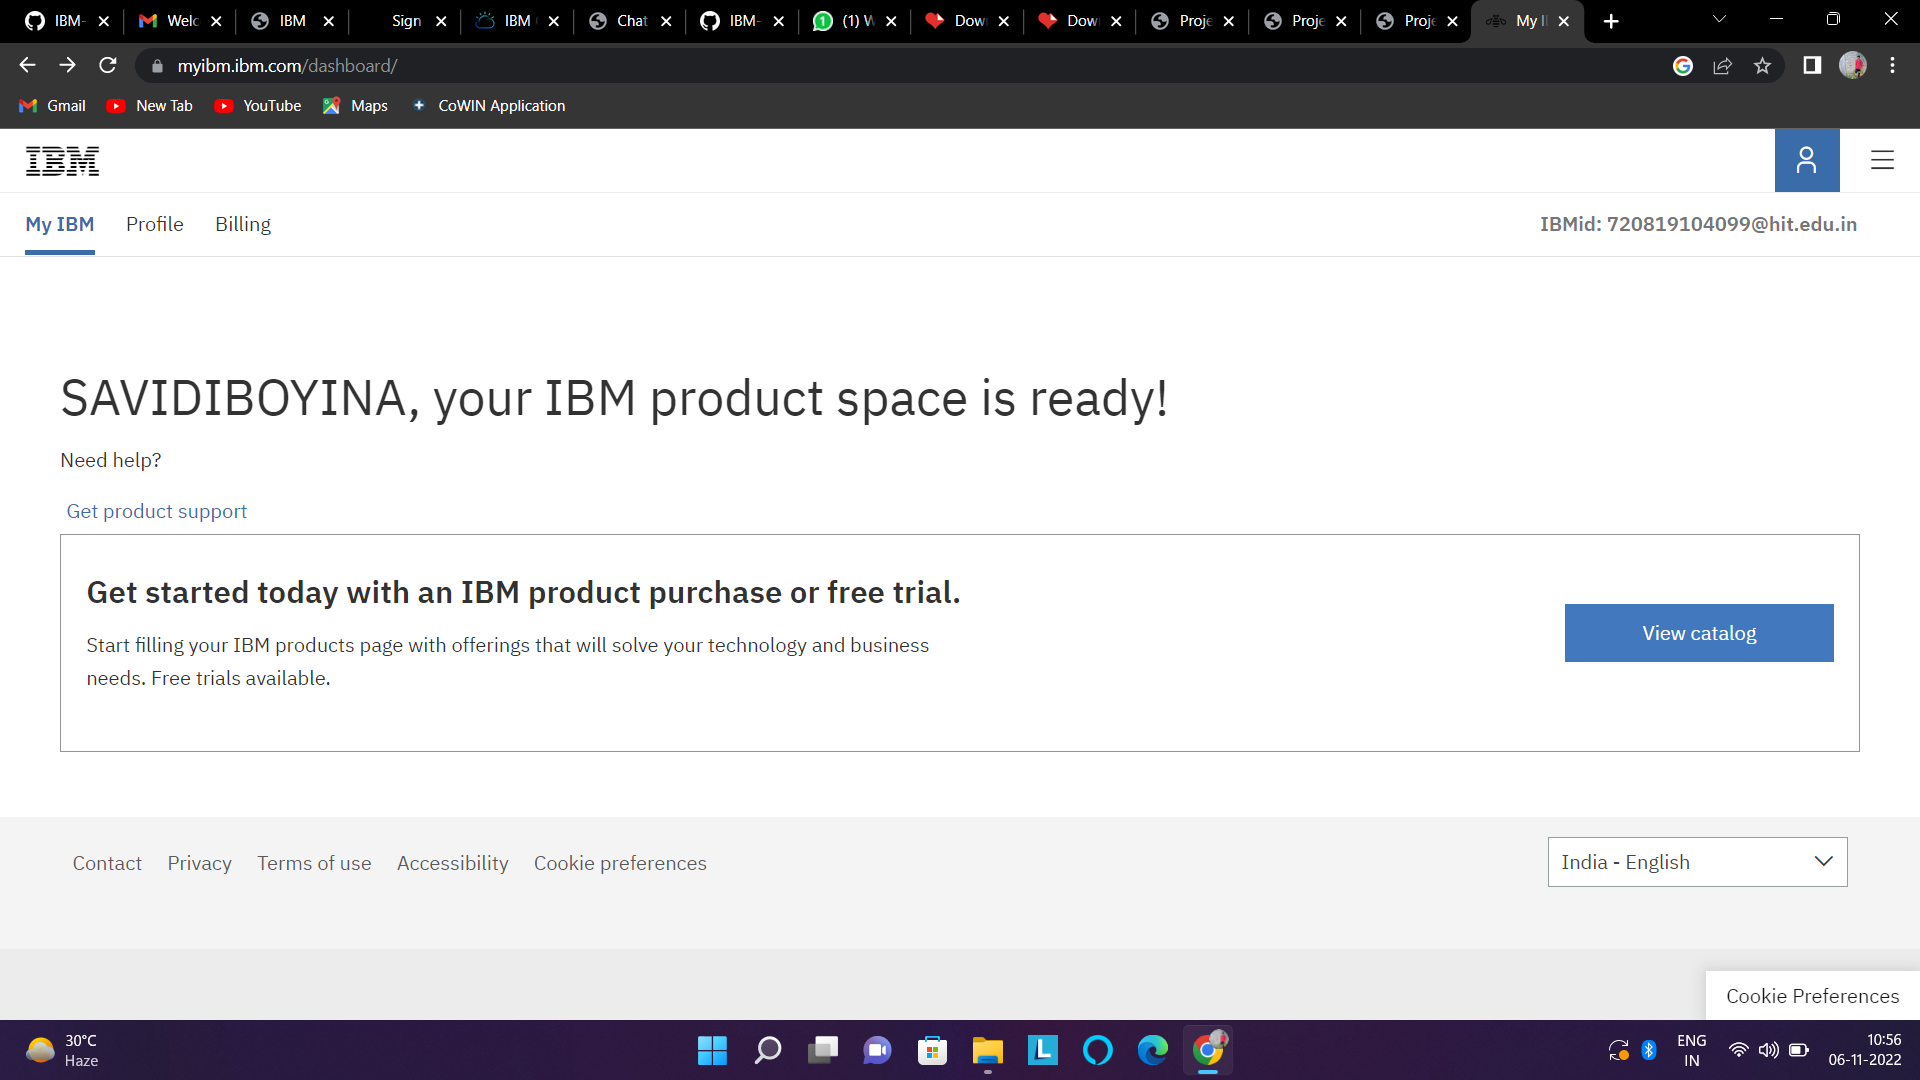 IBM- Welc IBM Sign IBM Chat IBM- (1) W Dow Dow Proje Proje Proje My I
myibm.ibm.com/dashboard/
Gmail New Tab YouTube Maps CoWIN Application
IBM
My IBM Profile Billing IBMid: 720819104099@hit.edu.in
SAVIDIBOYINA, your IBM product space is ready!
Need help?
Get product support
Get started today with an IBM product purchase or free trial.
Start filling your IBM products page with offerings that will solve your technology and business
needs. Free trials available.
View catalog
Contact Privacy Terms of use Accessibility Cookie preferences India - English
Cookie Preferences
30°C
Haze
ENG
IN
10:56
06-11-2022